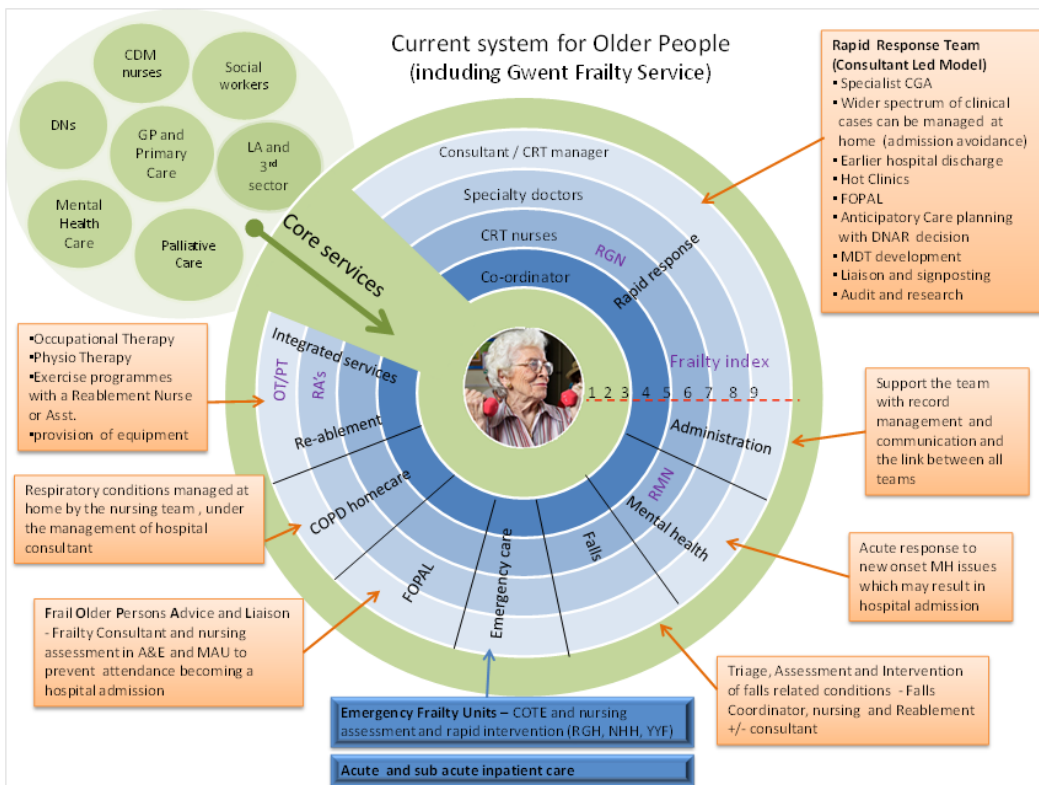 Current system for Older People
(including Gwent Frailty Service)
CDM
nurses
Social
workers
DNs
GP and
Primary
Care
LA and
3rd
sector
Mental
Health
Care
Palliative
Care
Core services
Consultant / CRT manager
Specialty doctors
CRT nurses
Co-ordinator
RGN
Rapid response
Frailty index
1 2 3 4 5 6 7 8 9
Administration
RMN
Mental health
Falls
Emergency care
FOPAL
COPD homecare
Re-ablement
Integrated services
OT/PT
RA's
Rapid Response Team
(Consultant Led Model)
▪ Specialist CGA
▪ Wider spectrum of clinical
cases can be managed at
home (admission avoidance)
▪ Earlier hospital discharge
▪ Hot Clinics
▪ FOPAL
▪ Anticipatory Care planning
with DNAR decision
▪ MDT development
▪ Liaison and signposting
▪ Audit and research
▪Occupational Therapy
▪Physio Therapy
▪Exercise programmes
with a Reablement Nurse
or Asst.
▪provision of equipment
Support the team
with record
management and
communication and
the link between all
teams
Respiratory conditions managed at
home by the nursing team , under
the management of hospital
consultant
Acute response to
new onset MH issues
which may result in
hospital admission
Frail Older Persons Advice and Liaison
- Frailty Consultant and nursing
assessment in A&E and MAU to
prevent attendance becoming a
hospital admission
Triage, Assessment and Intervention
of falls related conditions - Falls
Coordinator, nursing and Reablement
+/- consultant
Emergency Frailty Units – COTE and nursing
assessment and rapid intervention (RGH, NHH, YYF)
Acute and sub acute inpatient care